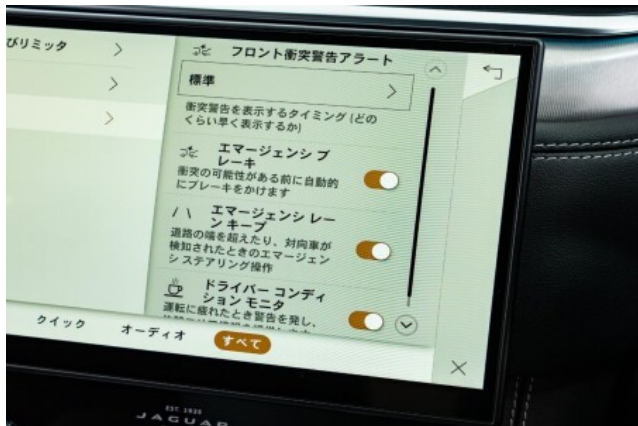 びリミッタ
フロント衝突警告アラート
標準
衝突警告を表示するタイミング (どの
くらい早く表示するか)
エマージェンシ ブ
レーキ
衝突の可能性がある前に自動的
にブレーキをかけます
エマージェンシ レー
ン キープ
道路の端を超えたり、対向車が
検知されたときのエマージェン
シ ステアリング操作
ドライバー コンディ
ション モニタ
運転に疲れたとき警告を発し、
クイック
オーディオ
すべて
EST. 1935
JAGUAR